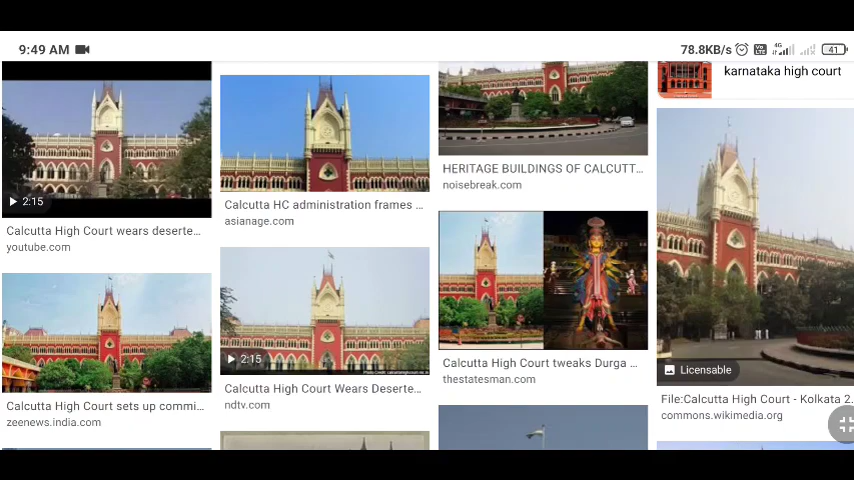 9:49 AM
78.8KB/s
4G
41
karnataka high court
2:15
Calcutta High Court wears deserte...
youtube.com
Calcutta HC administration frames ...
asianage.com
HERITAGE BUILDINGS OF CALCUTT...
noisebreak.com
Calcutta High Court sets up commi...
zeenews.india.com
2:15
Calcutta High Court Wears Deserte...
ndtv.com
Calcutta High Court tweaks Durga ...
thestatesman.com
Licensable
File:Calcutta High Court - Kolkata 2...
commons.wikimedia.org